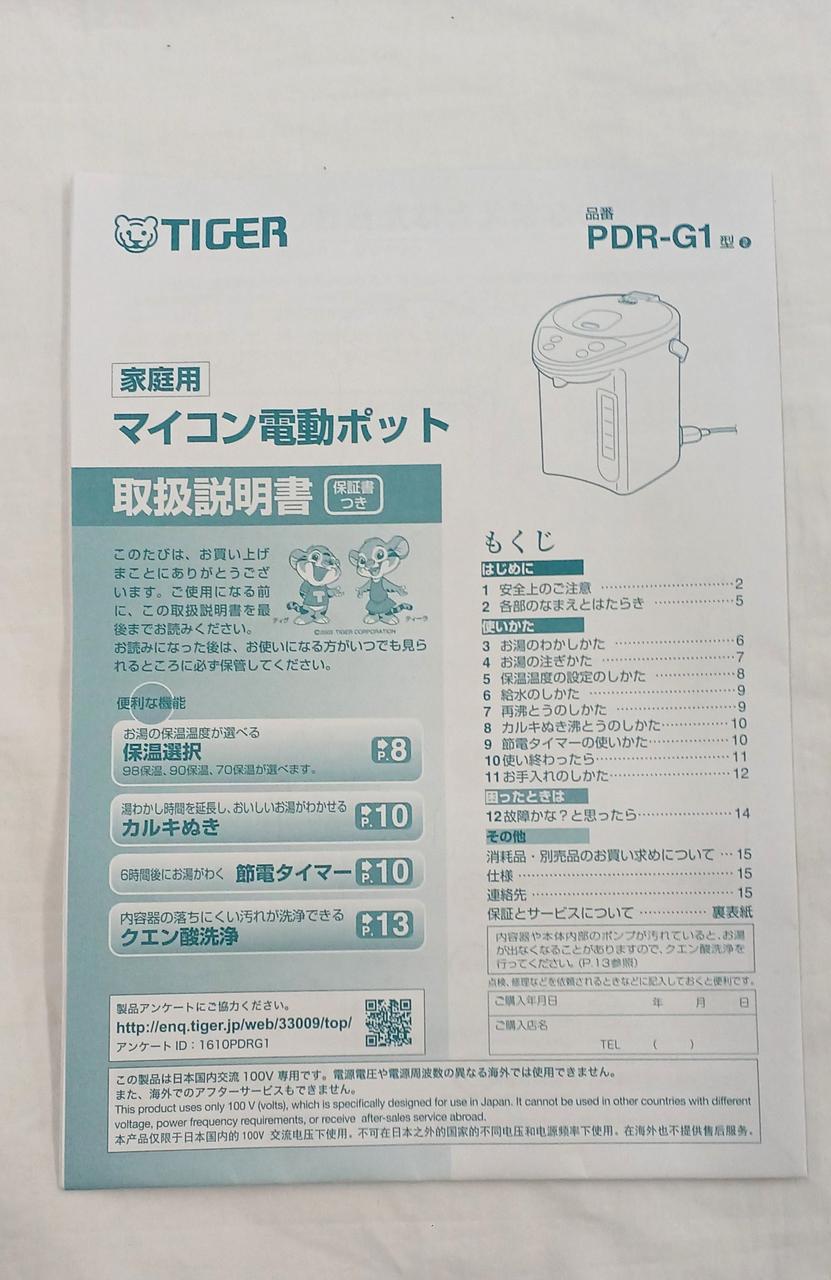 TIGER
品番
PDR-G1 型
家庭用
マイコン電動ポット
取扱説明書 保証書つき
このたびは、お買い上げ
まことにありがとうござ
います。ご使用になる前
に、この取扱説明書を最
後までお読みください。
お読みになった後は、お使いになる方がいつでも見ら
れるところに必ず保管してください。
ティグ
ティーラ
©2003 TIGER CORPORATION
便利な機能
お湯の保温温度が選べる
保温選択
P.8
98保温、90保温、70保温が選べます。
湯わかし時間を延長し、おいしいお湯がわかせる
カルキぬき
P.10
6時間後にお湯がわく 節電タイマー P.10
内容器の落ちにくい汚れが洗浄できる
クエン酸洗浄
P.13
製品アンケートにご協力ください。
http://enq.tiger.jp/web/33009/top/
アンケートID:1610PDRG1
もくじ
はじめに
1 安全上のご注意 2
2 各部のなまえとはたらき 5
使いかた
3 お湯のわかしかた 6
4 お湯の注ぎかた 7
5 保温温度の設定のしかた 8
6 給水のしかた 9
7 再沸とうのしかた 9
8 カルキぬき沸とうのしかた 10
9 節電タイマーの使いかた 10
10 使い終わったら 11
11 お手入れのしかた 12
困ったときは
12 故障かな?と思ったら 14
その他
消耗品・別売品のお買い求めについて 15
仕様 15
連絡先 15
保証とサービスについて 裏表紙
内容器や本体内部のポンプが汚れていると、お湯
が出なくなることがありますので、クエン酸洗浄を
行ってください。(P.13参照)
点検、修理などを依頼されるときなどに記入しておくと便利です。
ご購入年月日 年 月 日
ご購入店名
TEL ( )
この製品は日本国内交流100V専用です。電源電圧や電源周波数の異なる海外では使用できません。
また、海外でのアフターサービスもできません。
This product uses only 100 V (volts), which is specifically designed for use in Japan. It cannot be used in other countries with different
voltage, power frequency requirements, or receive after-sales service abroad.
本产品仅限于日本国内的100V 交流电压下使用。不可在日本之外的国家的不同电压和电源频率下使用。在海外也不提供售后服务。